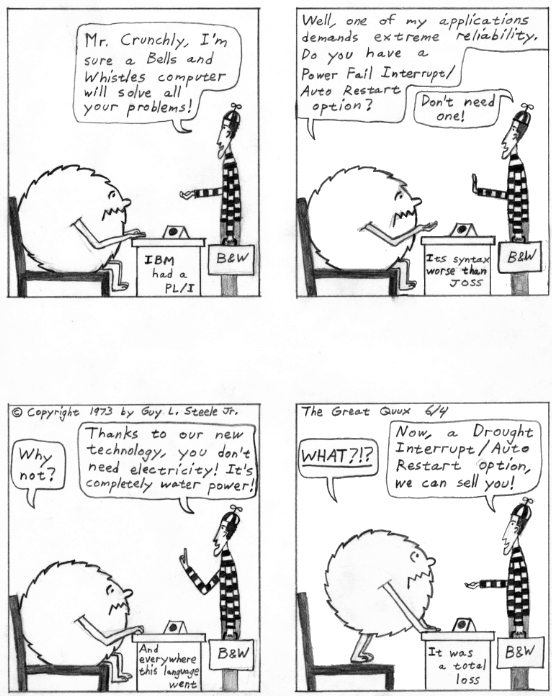 Mr. Crunchly, I'm
sure a Bells and
Whistles computer
will solve all
your problems!
IBM
had a
PL/I
B&W
Well, one of my applications
demands extreme reliability.
Do you have a
Power Fail Interrupt/
Auto Restart
option?
Don't need
one!
Its syntax
worse than
JOSS
B&W
© Copyright 1973 by Guy L. Steele Jr.
Why
not?
Thanks to our new
technology, you don't
need electricity! It's
completely water power!
And
everywhere
this language
went
B&W
The Great Quux 6/4
WHAT?!?
Now, a Drought
Interrupt/Auto
Restart option,
we can sell you!
It was
a total
loss
B&W